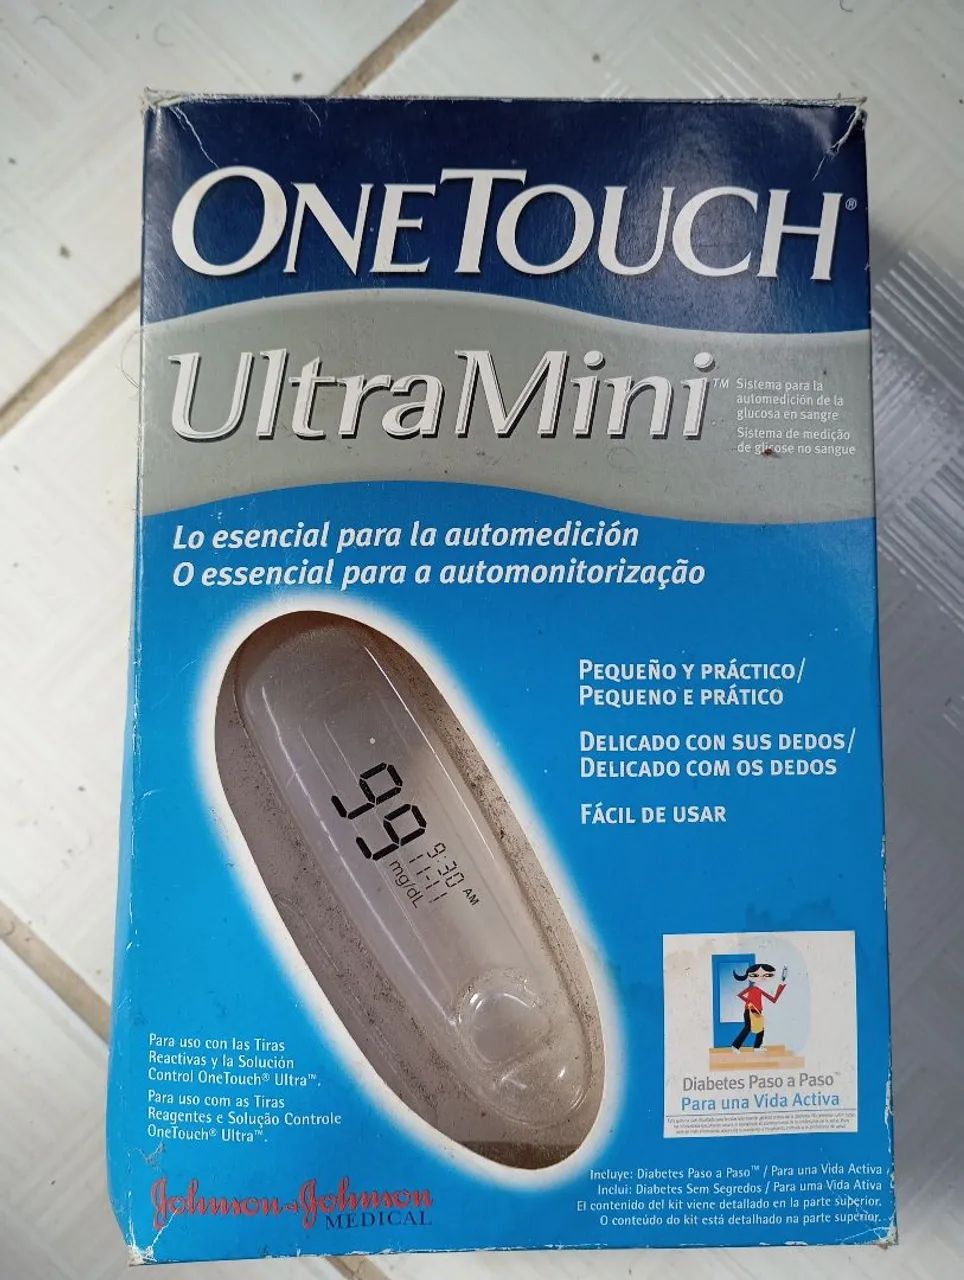 ONETOUCH®
UltraMini™
Sistema para la
automedición de la
glucosa en sangre
Sistema de medição
de glicose no sangue
Lo esencial para la automedición
O essencial para a automonitorização
PEQUEÑO Y PRÁCTICO/
PEQUENO E PRÁTICO
DELICADO CON SUS DEDOS/
DELICADO COM OS DEDOS
FÁCIL DE USAR
99
mg/dL
9:30 AM
11-11
Para uso con las Tiras
Reactivas y la Solución
Control OneTouch® Ultra™.
Para uso com as Tiras
Reagentes e Solução Controle
OneTouch® Ultra™.
Diabetes Paso a Paso™
Para una Vida Activa
Johnson & Johnson
MEDICAL
Incluye: Diabetes Paso a Paso™ / Para una Vida Activa
Inclui: Diabetes Sem Segredos / Para uma Vida Ativa
El contenido del kit viene detallado en la parte superior.
O conteúdo do kit está detalhado na parte superior.